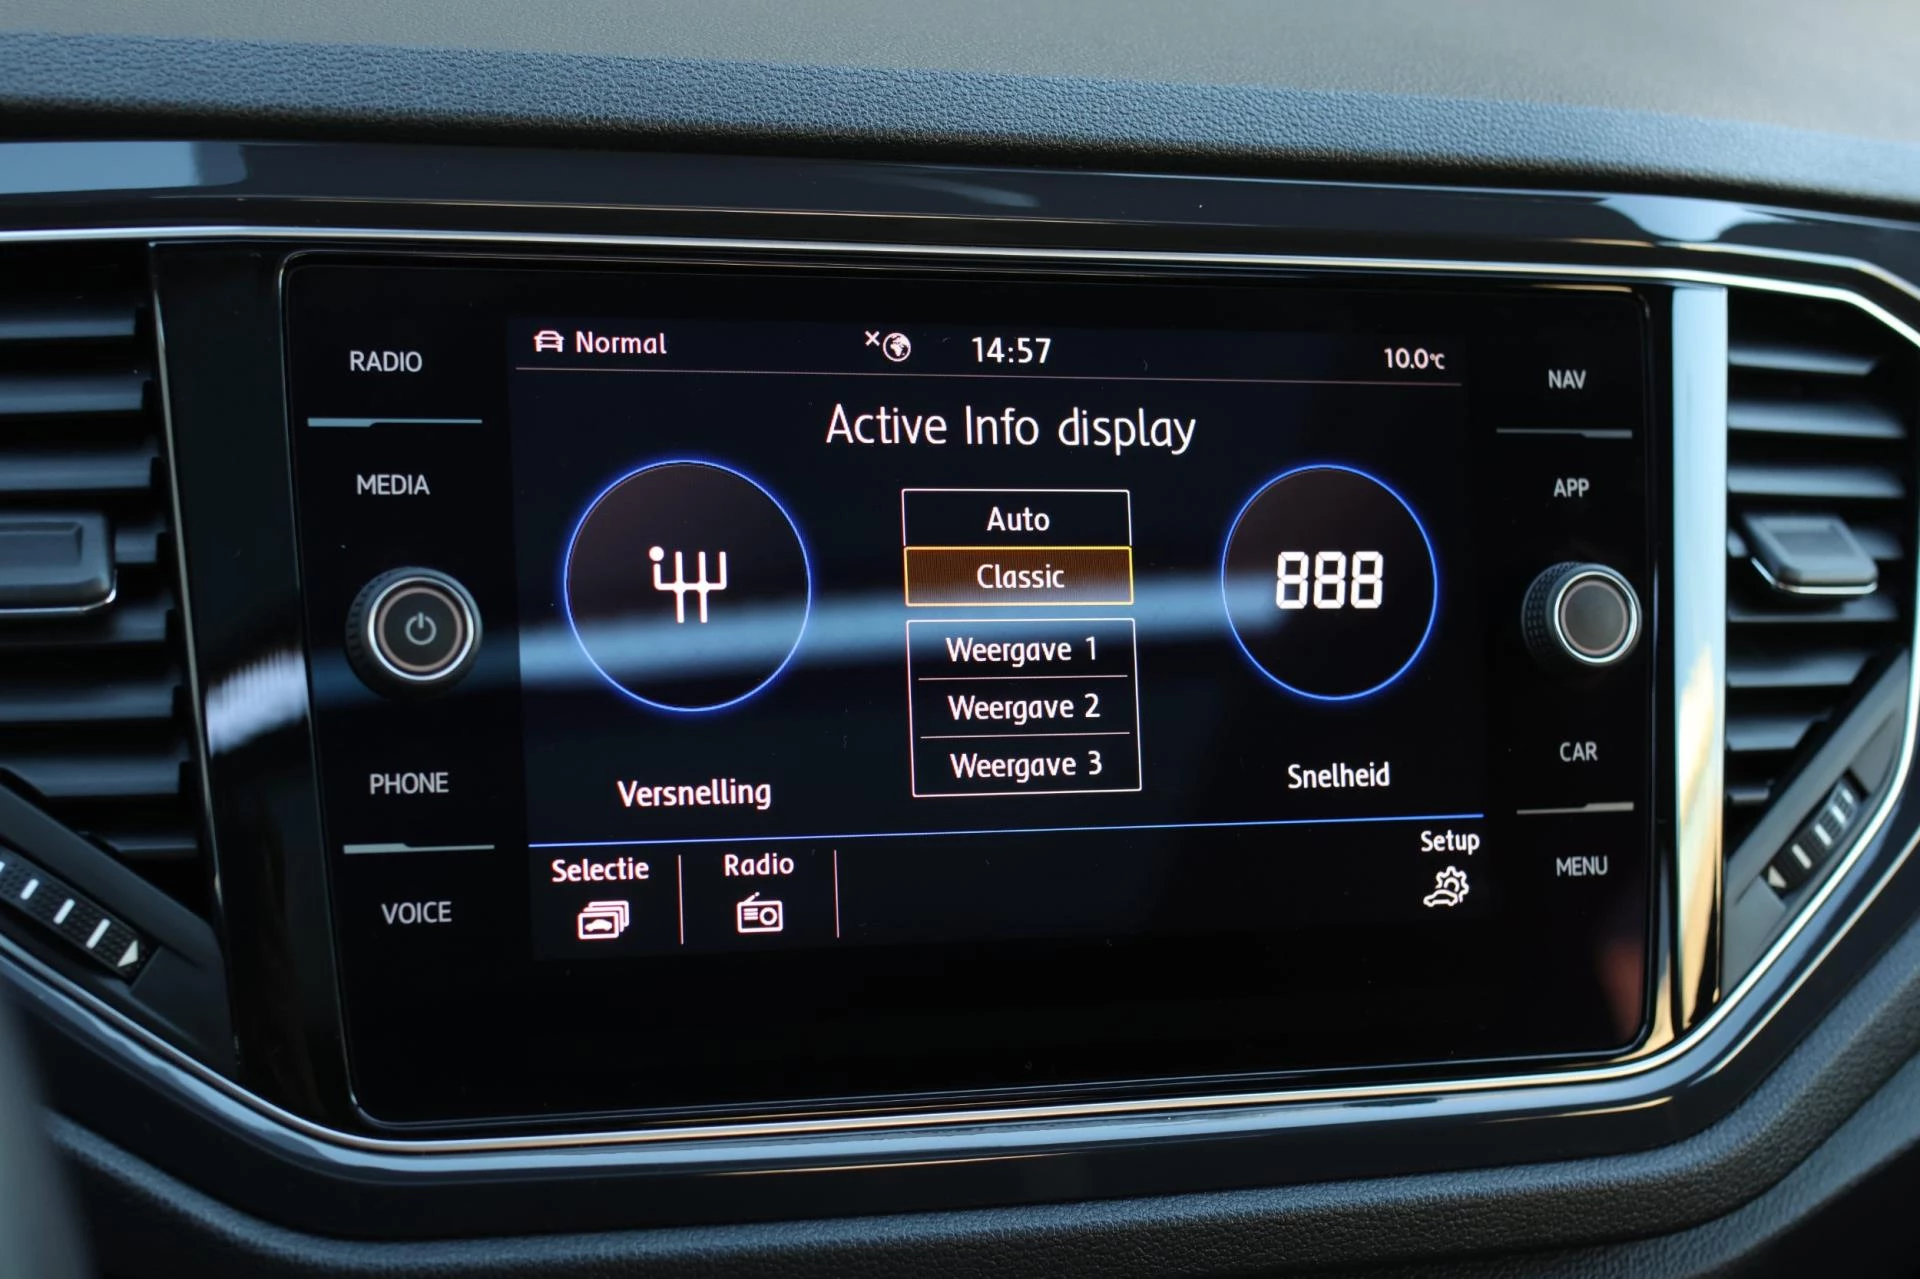 RADIO
MEDIA
PHONE
VOICE
Normal
14:57
10.0°C
Active Info display
Auto
Classic
Weergave 1
Weergave 2
Weergave 3
Versnelling
888
Snelheid
Selectie
Radio
Setup
NAV
APP
CAR
MENU